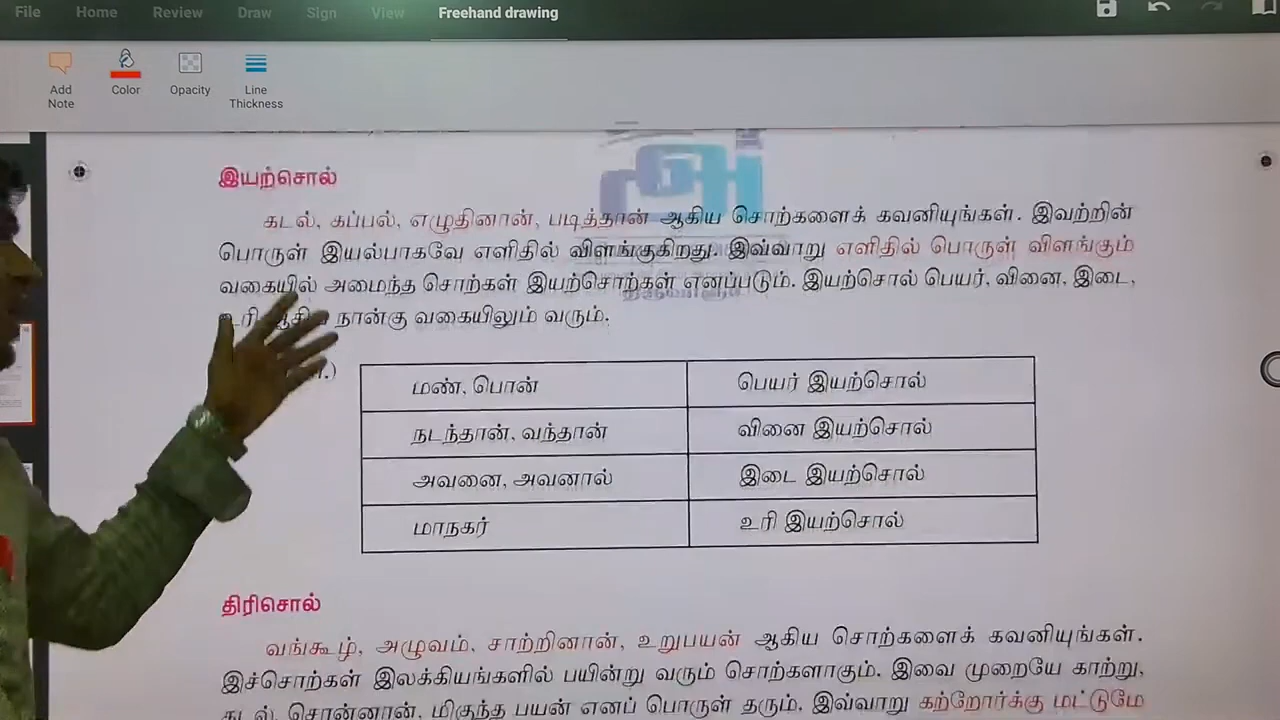 File Home Review Draw Sign View Freehand drawing
Add Note Color Opacity Line Thickness
இயற்சொல்
கடல், கப்பல், எழுதினான், படித்தான் ஆகிய சொற்களைக் கவனியுங்கள். இவற்றின்
பொருள் இயல்பாகவே எளிதில் விளங்குகிறது. இவ்வாறு எளிதில் பொருள் விளங்கும்
வகையில் அமைந்த சொற்கள் இயற்சொற்கள் எனப்படும். இயற்சொல் பெயர், வினை, இடை,
நான்கு வகையிலும் வரும்.
மண், பொன் பெயர் இயற்சொல்
நடந்தான், வந்தான் வினை இயற்சொல்
அவனை, அவனால் இடை இயற்சொல்
மாநகர் உரி இயற்சொல்
திரிசொல்
வங்கூழ், அழுவம், சாற்றினான், உறுபயன் ஆகிய சொற்களைக் கவனியுங்கள்.
இச்சொற்கள் இலக்கியங்களில் பயின்று வரும் சொற்களாகும். இவை முறையே காற்று,
கடல், சொன்னான், மிகுந்த பயன் எனப் பொருள் தரும். இவ்வாறு கற்றோர்க்கு மட்டுமே